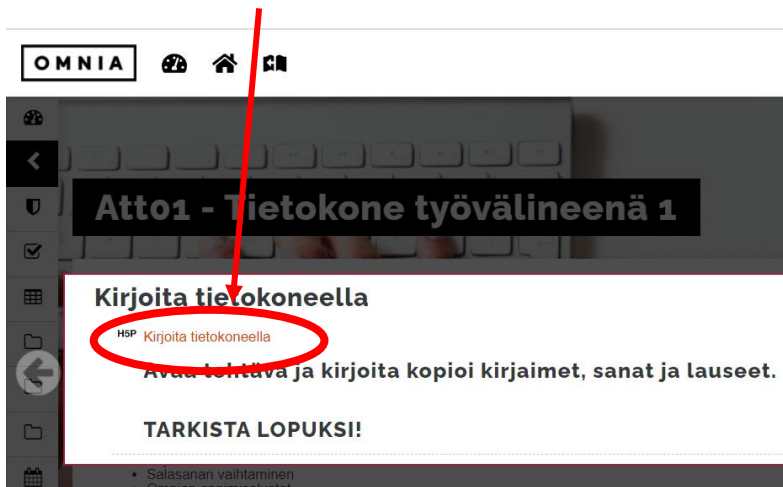 OMNIA
Att01 - Tietokone työvälineenä 1
Kirjoita tietokoneella
H5P Kirjoita tietokoneella
Avaa tehtävä ja kirjoita kopioi kirjaimet, sanat ja lauseet.
TARKISTA LOPUKSI!
Salasanan vaihtaminen